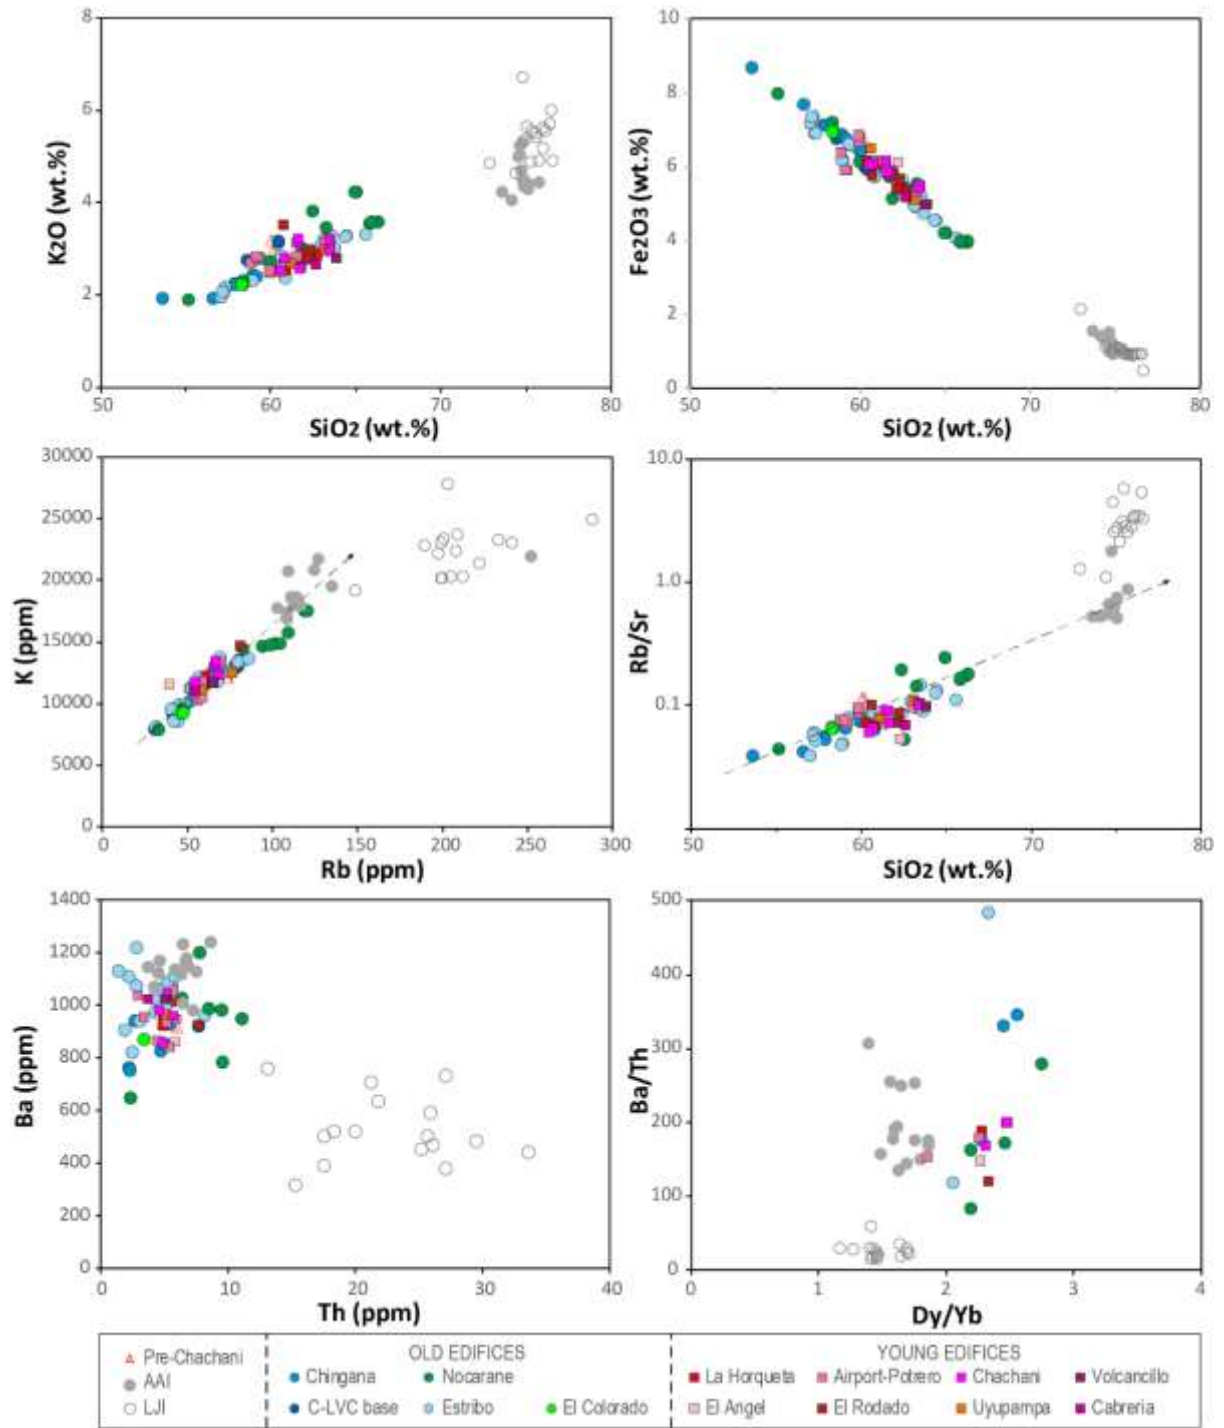 8
6
4
2
0
K2O (wt.%)
50
60
70
80
SiO2 (wt.%)
10
8
6
4
2
0
Fe2O3 (wt.%)
50
60
70
80
SiO2 (wt.%)
30000
25000
20000
15000
10000
5000
0
K (ppm)
0
50
100
150
200
250
300
Rb (ppm)
10.0
1.0
0.1
Rb/Sr
50
60
70
80
SiO2 (wt.%)
1400
1200
1000
800
600
400
200
0
Ba (ppm)
0
10
20
30
40
Th (ppm)
500
400
300
200
100
0
Ba/Th
0
1
2
3
4
Dy/Yb
Pre-Chachani
AAI
LJI
OLD EDIFICES
Chingana
Nocarane
C-LVC base
Estribo
El Colorado
YOUNG EDIFICES
La Horqueta
Airport-Potrero
Chachani
Volcancillo
El Angel
El Rodado
Uyupampa
Cabreria